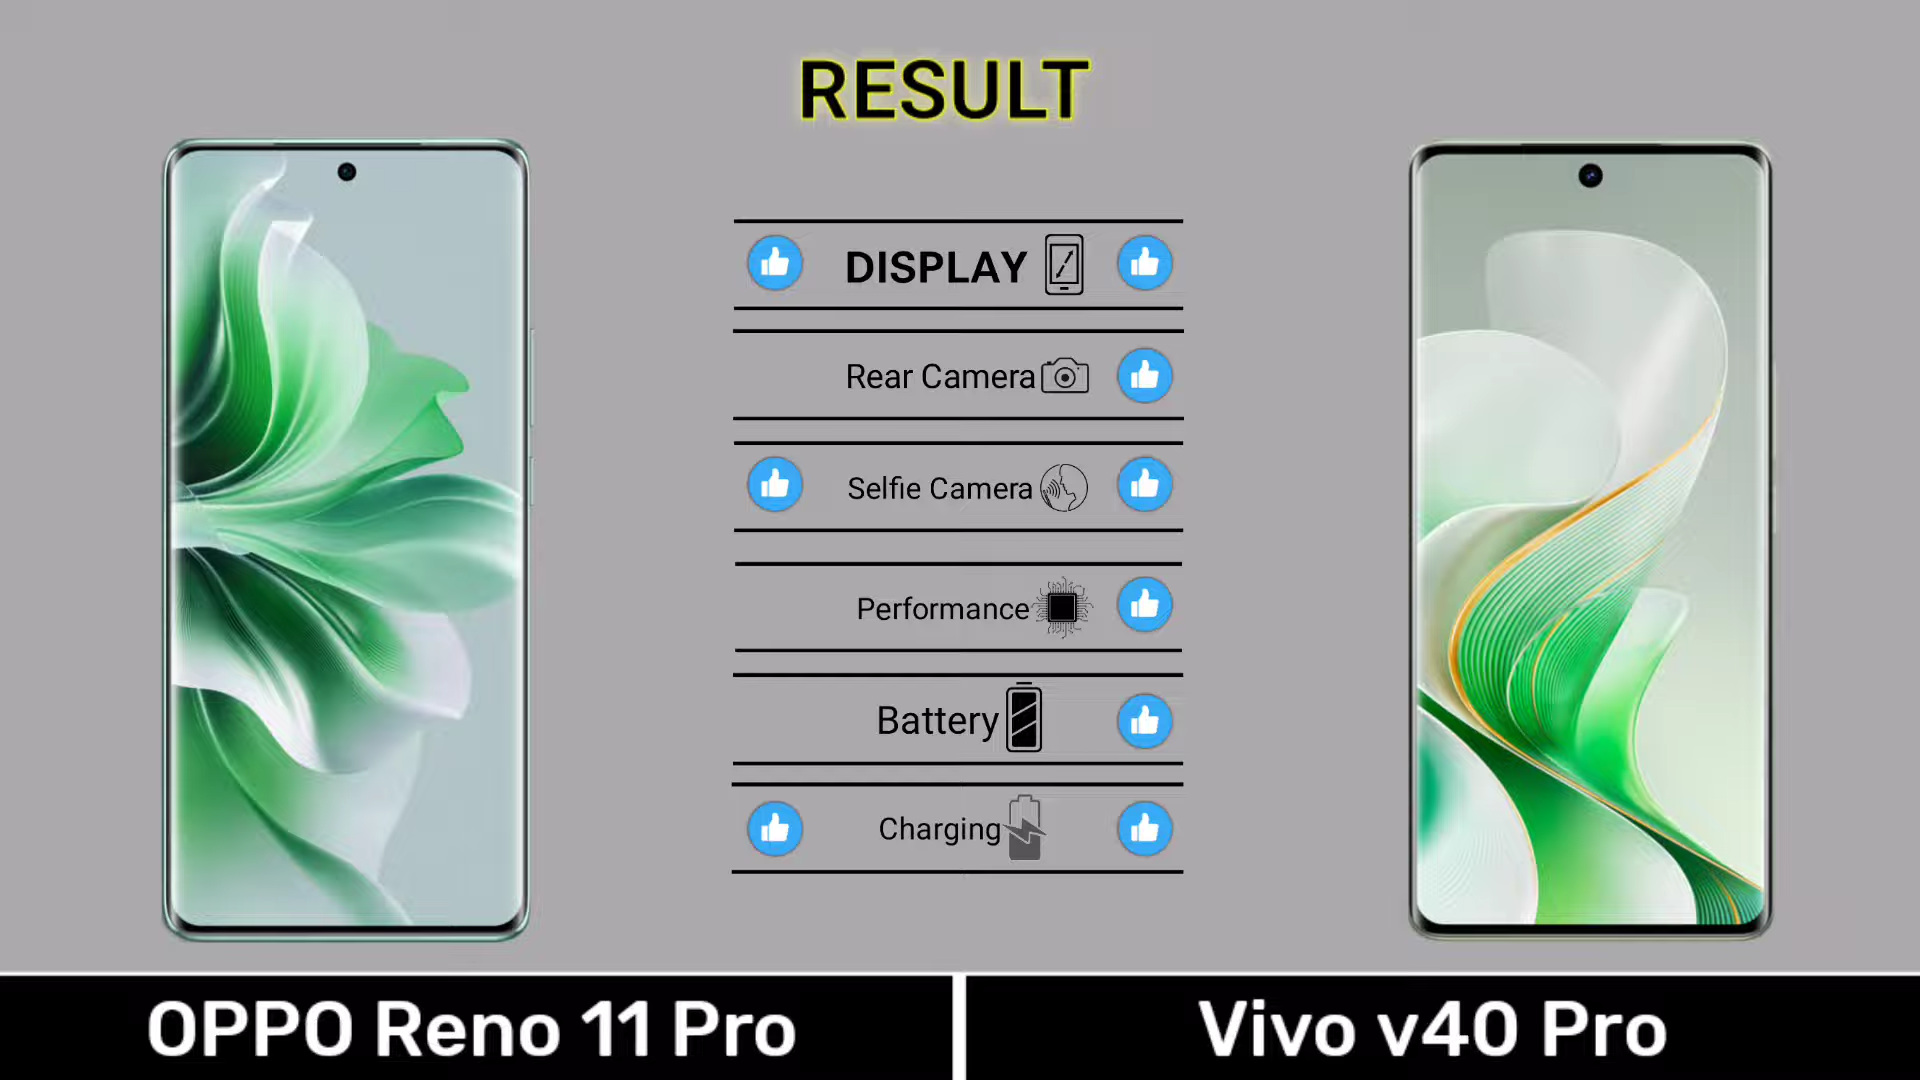 RESULT
DISPLAY
Rear Camera
Selfie Camera
Performance
Battery
Charging
OPPO Reno 11 Pro
Vivo v40 Pro